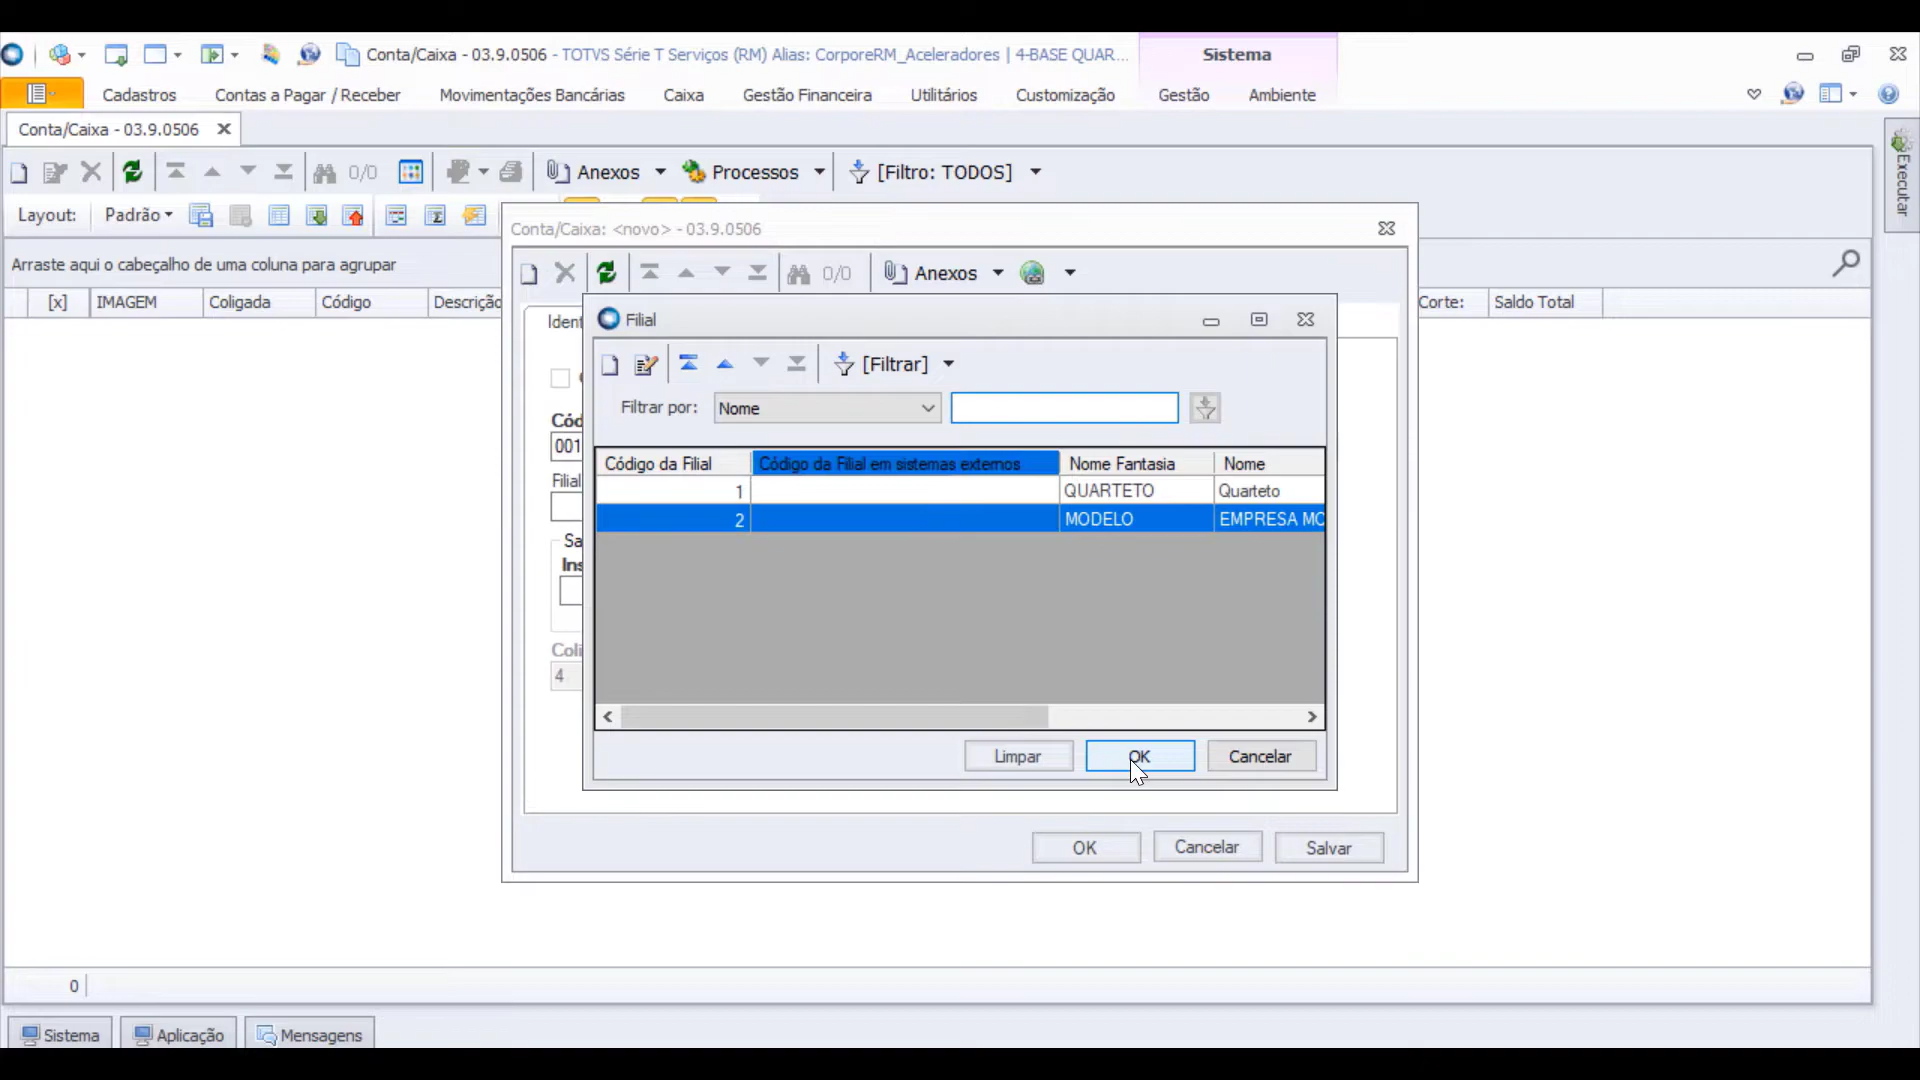 Conta/Caixa - 03.9.0506 - TOTVS Série T Serviços (RM) Alias: CorporeRM_Aceleradores | 4-BASE QUAR...
Sistema
Cadastros Contas a Pagar / Receber Movimentações Bancárias Caixa Gestão Financeira Utilitários Customização Gestão Ambiente
Conta/Caixa - 03.9.0506
Executar
0/0 Anexos Processos [Filtro: TODOS]
Layout: Padrão
Arraste aqui o cabeçalho de uma coluna para agrupar
[x] IMAGEM Coligada Código Descrição Corte: Saldo Total
Conta/Caixa: <novo> - 03.9.0506
0/0 Anexos
Ident
Cód
001
Filial
Sa
Ins
Coli
4
Filial
[Filtrar]
Filtrar por: Nome
Código da Filial Código da Filial em sistemas externos Nome Fantasia Nome
1 QUARTETO Quarteto
2 MODELO EMPRESA MO
Limpar OK Cancelar
OK Cancelar Salvar
0
Sistema Aplicação Mensagens